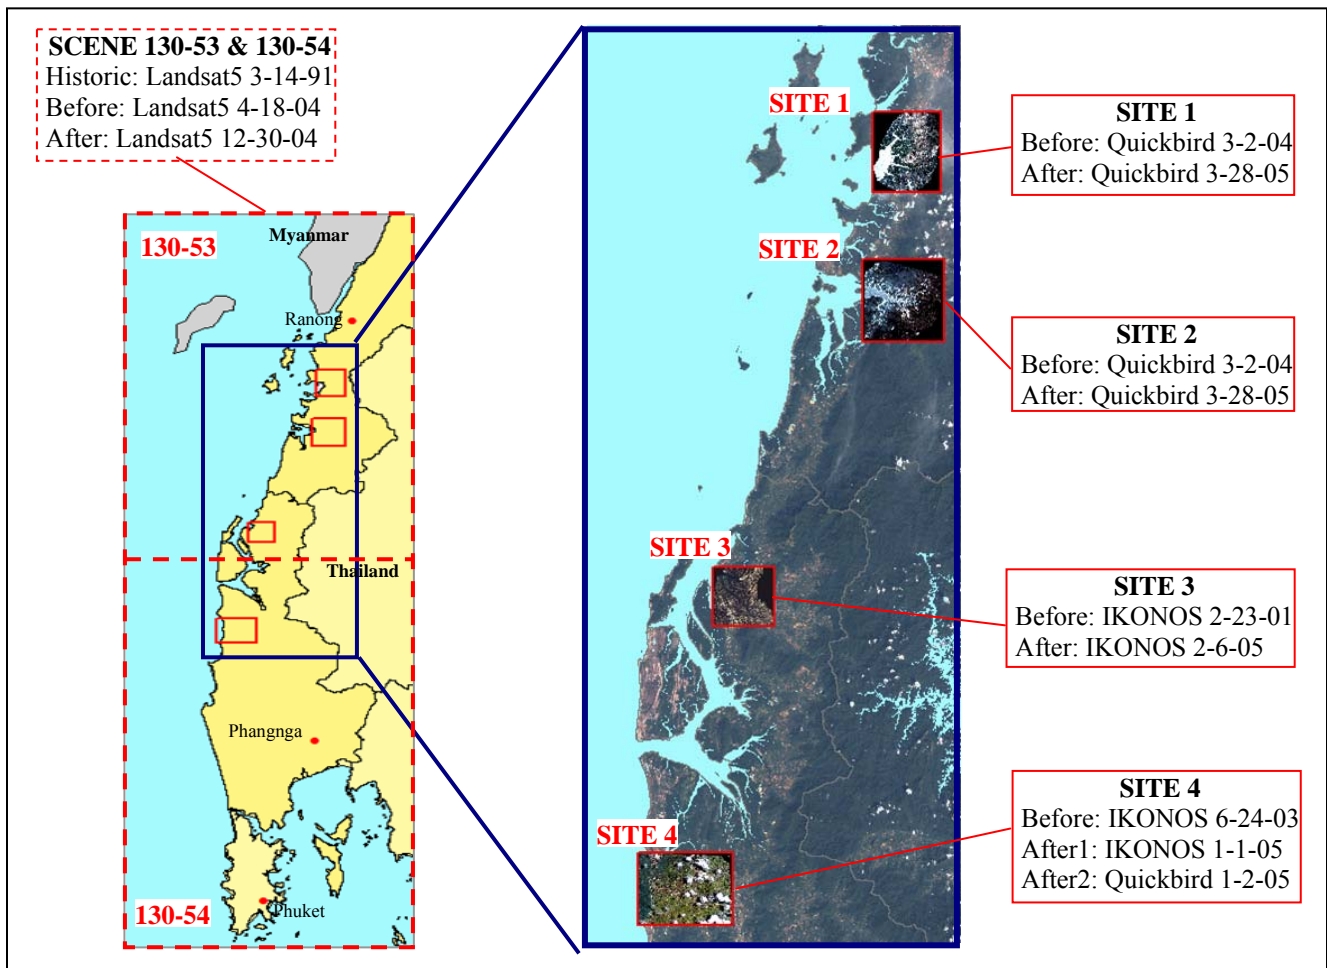 SCENE 130-53 & 130-54
Historic: Landsat5 3-14-91
Before: Landsat5 4-18-04
After: Landsat5 12-30-04
130-53
Myanmar
Ranong
Thailand
Phangnga
130-54
Phuket
SITE 1
SITE 2
SITE 3
SITE 4
SITE 1
Before: Quickbird 3-2-04
After: Quickbird 3-28-05
SITE 2
Before: Quickbird 3-2-04
After: Quickbird 3-28-05
SITE 3
Before: IKONOS 2-23-01
After: IKONOS 2-6-05
SITE 4
Before: IKONOS 6-24-03
After1: IKONOS 1-1-05
After2: Quickbird 1-2-05